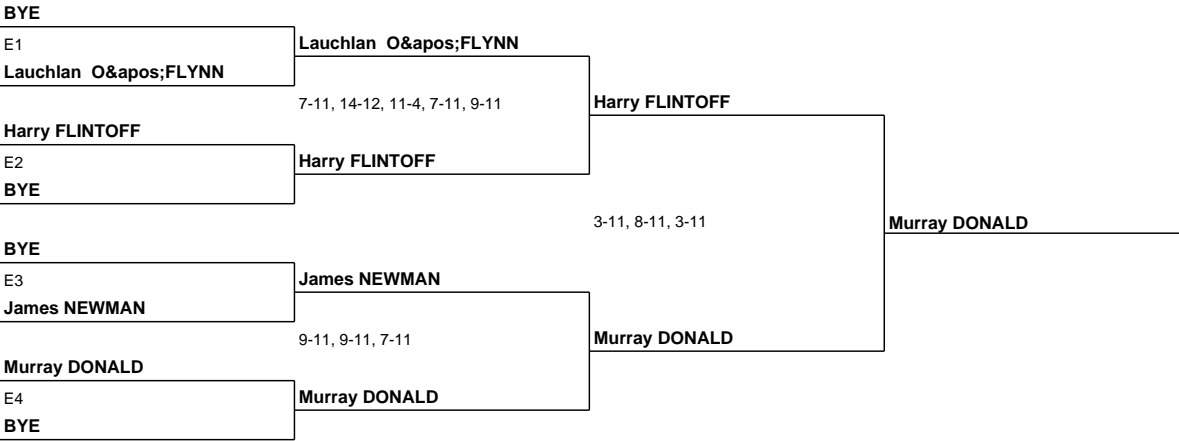 BYE
E1
Lauchlan  O&apos;FLYNN
Lauchlan  O&apos;FLYNN
7-11, 14-12, 11-4, 7-11, 9-11
Harry FLINTOFF
Harry FLINTOFF
E2
Harry FLINTOFF
BYE
3-11, 8-11, 3-11
Murray DONALD
BYE
E3
James NEWMAN
James NEWMAN
9-11, 9-11, 7-11
Murray DONALD
Murray DONALD
E4
Murray DONALD
BYE